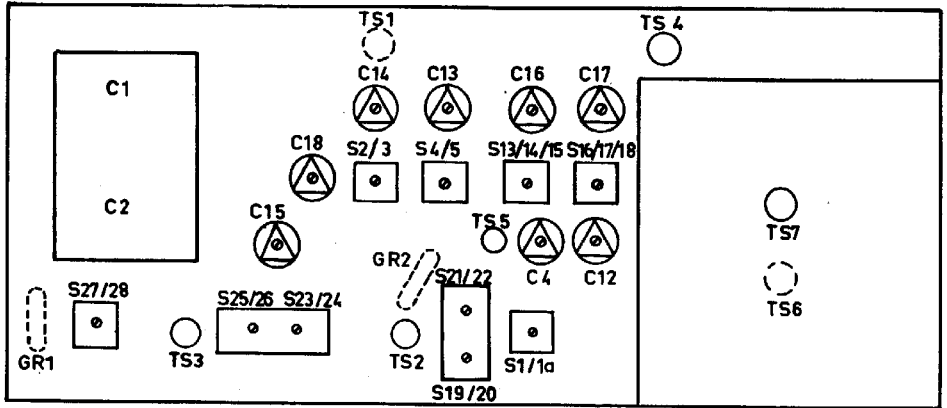 TS1
TS 4
C1
C14
C13
C16
C17
C18
S2/3
S4/5
S13/14/15
S16/17/18
C2
C15
TS5
TS7
GR2
C4
C12
S27/28
S25/26
S23/24
S21/22
TS6
GR1
TS3
TS2
S1/1a
S19/20